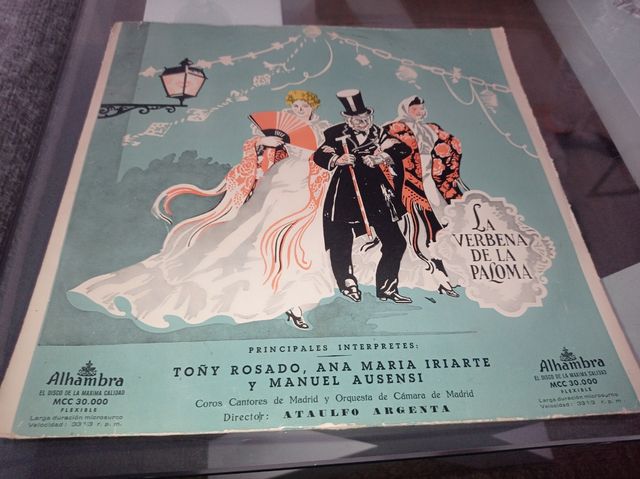 LA
VERBENA
DE LA
PALOMA
PRINCIPALES INTERPRETES:
TOÑY ROSADO, ANA MARIA IRIARTE
Y MANUEL AUSENSI
Coros Cantores de Madrid y Orquesta de Cámara de Madrid
Director: ATAULFO ARGENTA
Alhambra
EL DISCO DE LA MAXIMA CALIDAD
MCC 30.000
FLEXIBLE
Larga duración microsurco
Velocidad: 33 1/3 r. p. m.
Alhambra
EL DISCO DE LA MAXIMA CALIDAD
MCC 30.000
FLEXIBLE
Larga duración microsurco
Velocidad: 33 1/3 r. p. m.